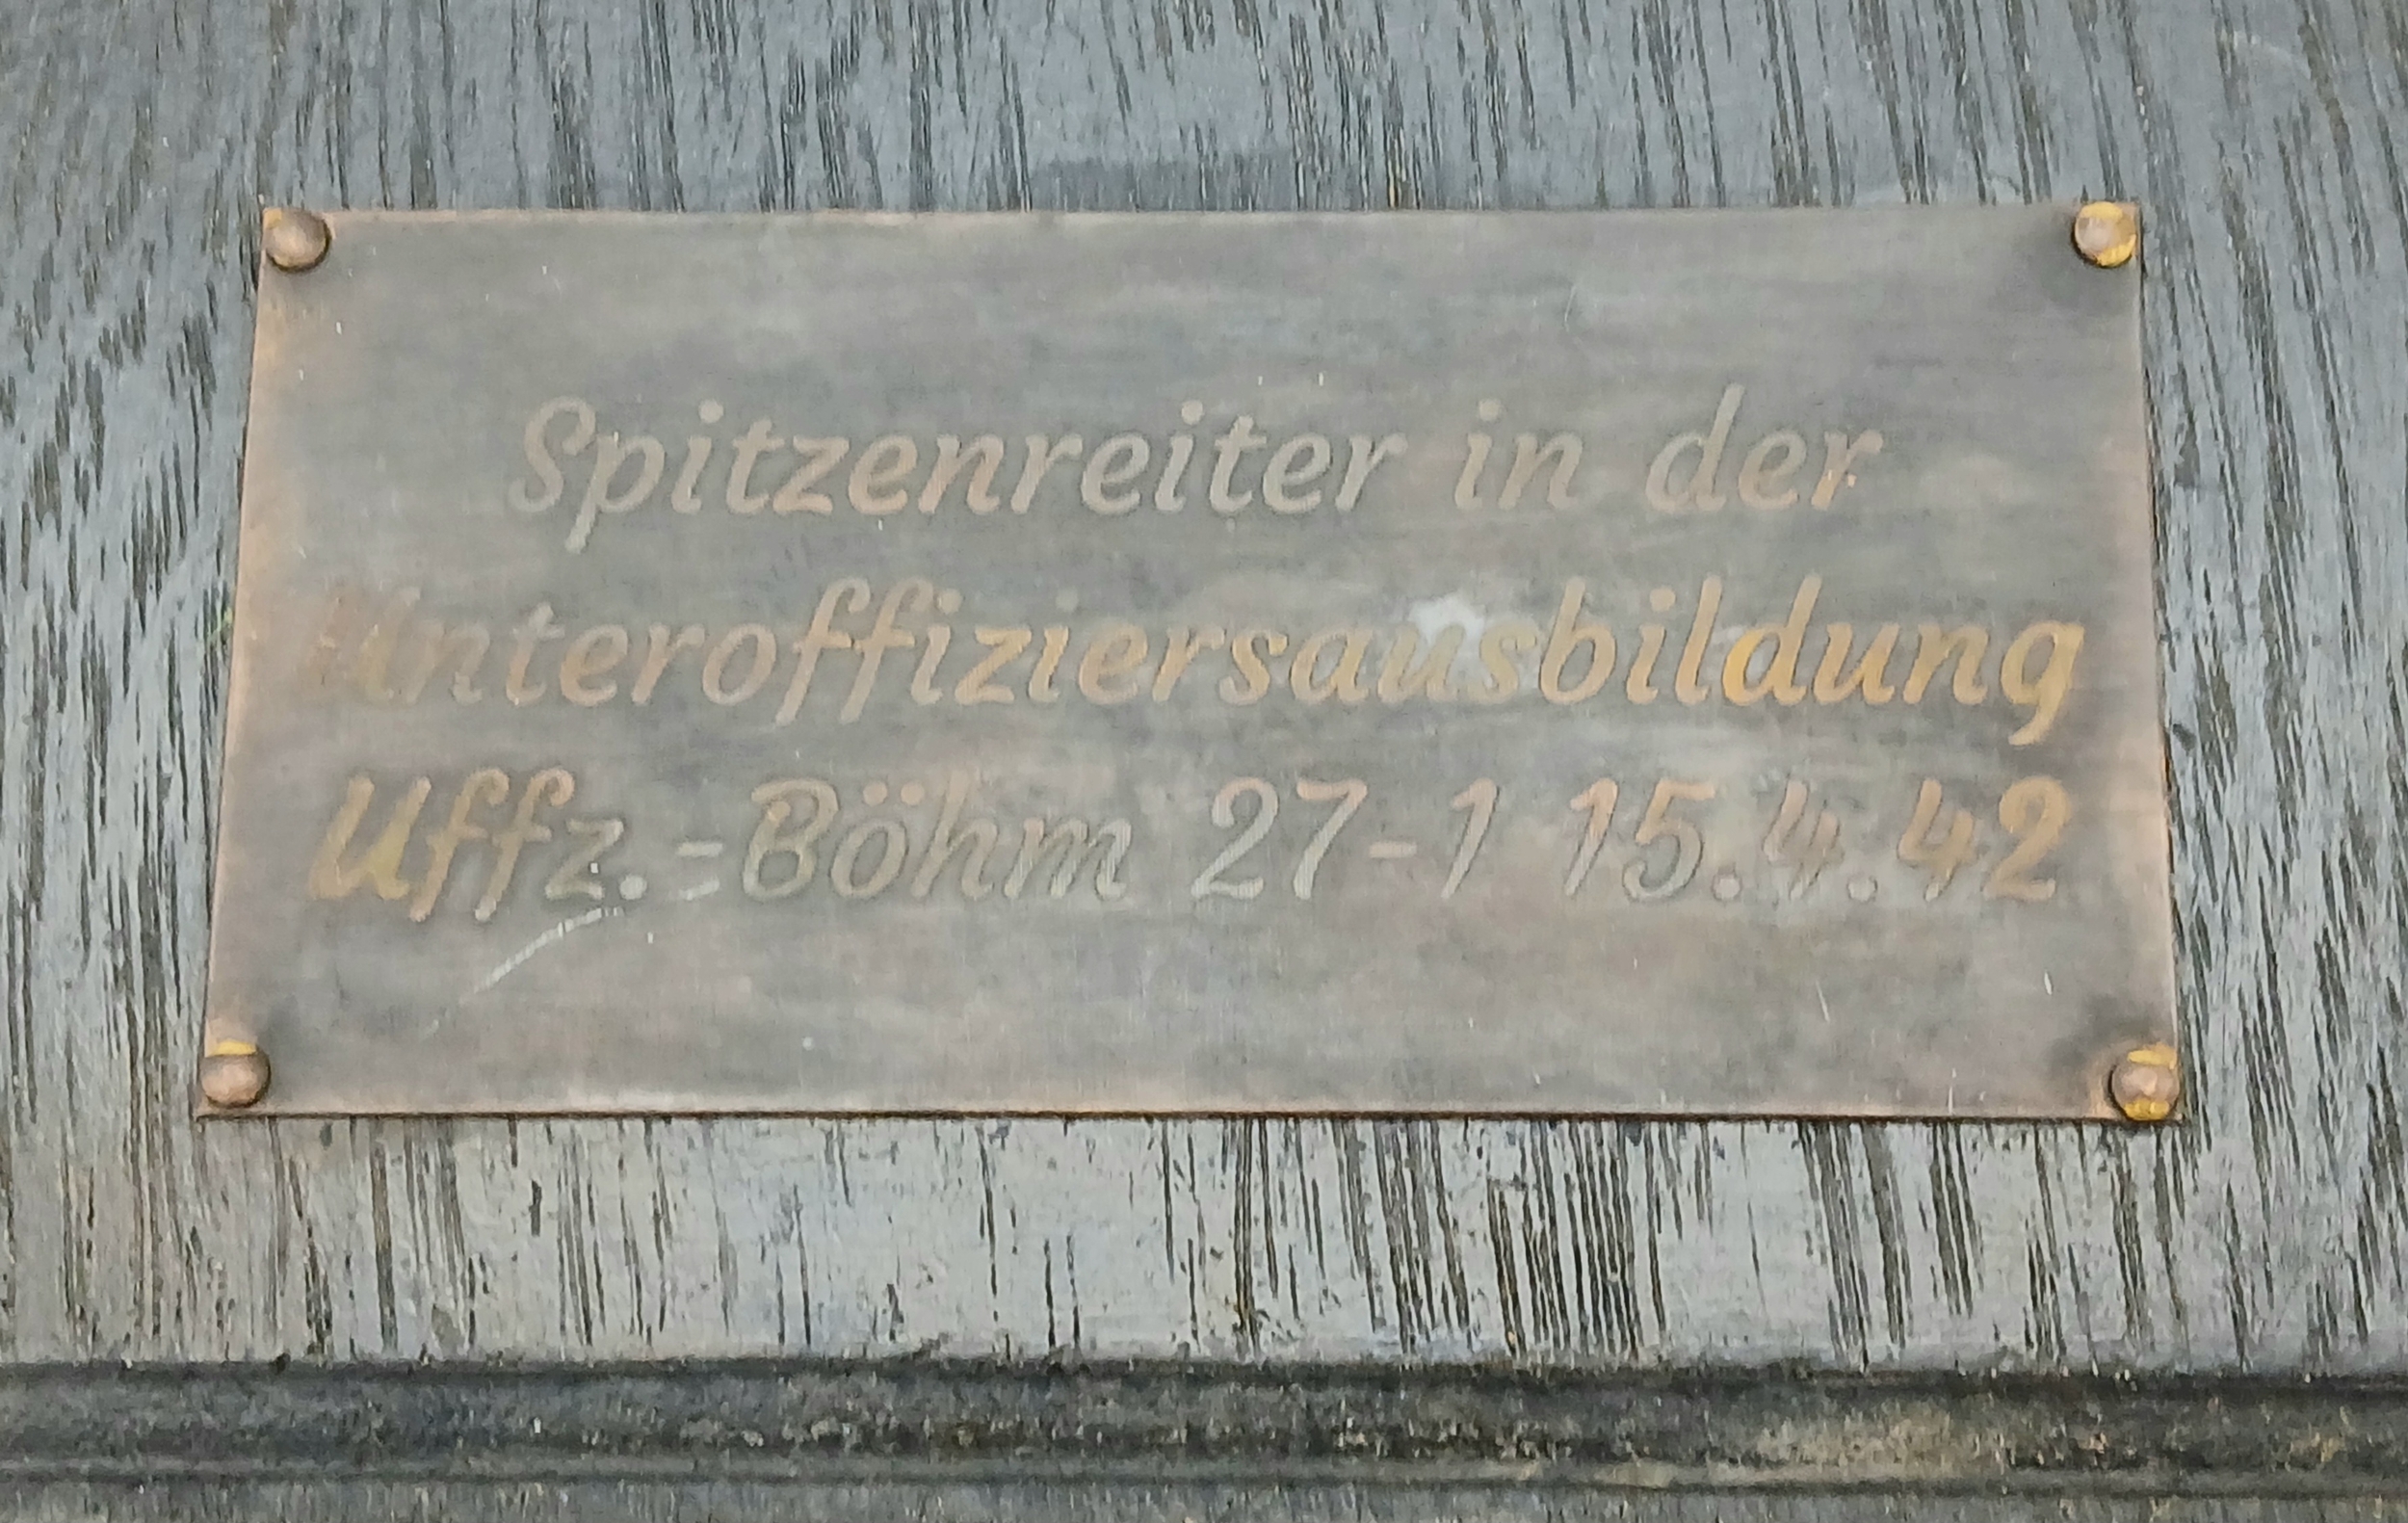 Spitzenreiter in der
Unteroffiziersausbildung
Uffz.=Böhm 27-1 15.4.42